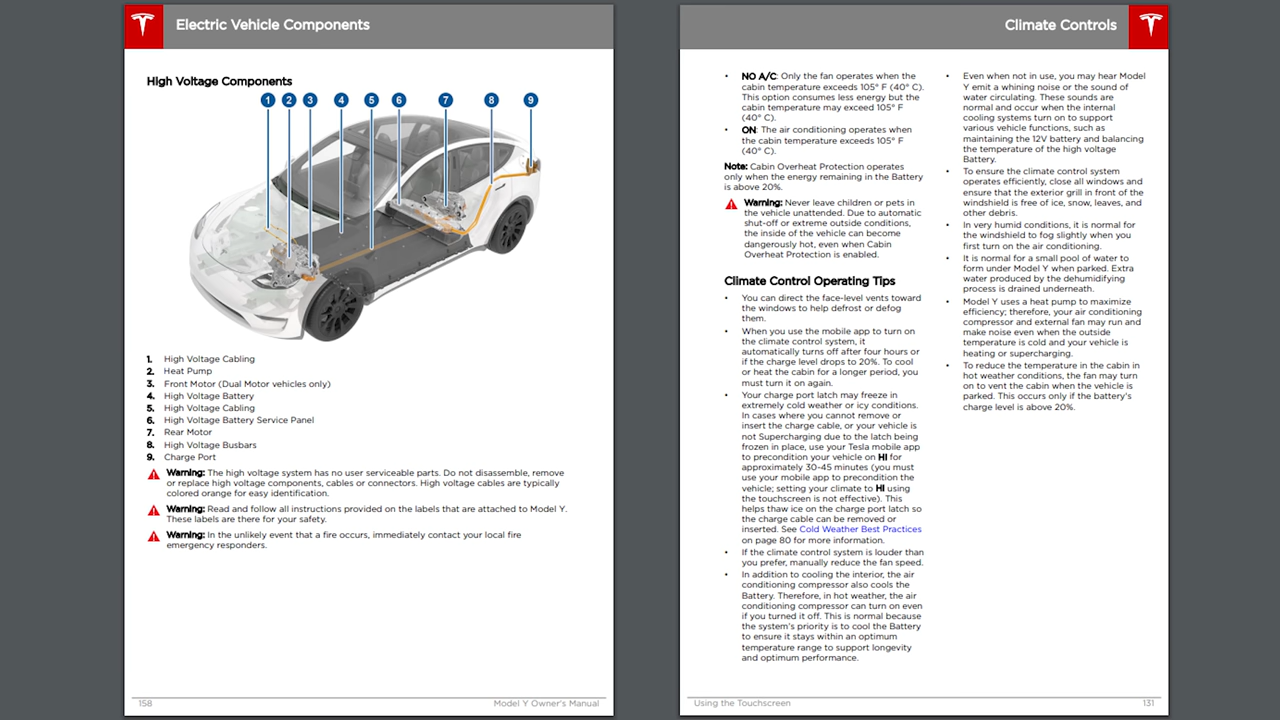 Electric Vehicle Components
High Voltage Components
1 2 3 4 5 6 7 8 9
1. High Voltage Cabling
2. Heat Pump
3. Front Motor (Dual Motor vehicles only)
4. High Voltage Battery
5. High Voltage Cabling
6. High Voltage Battery Service Panel
7. Rear Motor
8. High Voltage Busbars
9. Charge Port
Warning: The high voltage system has no user serviceable parts. Do not disassemble, remove
or replace high voltage components, cables or connectors. High voltage cables are typically
colored orange for easy identification.
Warning: Read and follow all instructions provided on the labels that are attached to Model Y.
These labels are there for your safety.
Warning: In the unlikely event that a fire occurs, immediately contact your local fire
emergency responders.
158
Model Y Owner's Manual
Climate Controls
• NO A/C: Only the fan operates when the
cabin temperature exceeds 105° F (40° C).
This option consumes less energy but the
cabin temperature may exceed 105° F
(40° C).
• ON: The air conditioning operates when
the cabin temperature exceeds 105° F
(40° C).
Note: Cabin Overheat Protection operates
only when the energy remaining in the Battery
is above 20%.
Warning: Never leave children or pets in
the vehicle unattended. Due to automatic
shut-off or extreme outside conditions,
the inside of the vehicle can become
dangerously hot, even when Cabin
Overheat Protection is enabled.
Climate Control Operating Tips
• You can direct the face-level vents toward
the windows to help defrost or defog
them.
• When you use the mobile app to turn on
the climate control system, it
automatically turns off after four hours or
if the charge level drops to 20%. To cool
or heat the cabin for a longer period, you
must turn it on again.
• Your charge port latch may freeze in
extremely cold weather or icy conditions.
In cases where you cannot remove or
insert the charge cable, or your vehicle is
not Supercharging due to the latch being
frozen in place, use your Tesla mobile app
to precondition your vehicle on HI for
approximately 30-45 minutes (you must
use your mobile app to precondition the
vehicle; setting your climate to HI using
the touchscreen is not effective). This
helps thaw ice on the charge port latch so
the charge cable can be removed or
inserted. See Cold Weather Best Practices
on page 80 for more information.
• If the climate control system is louder than
you prefer, manually reduce the fan speed.
• In addition to cooling the interior, the air
conditioning compressor also cools the
Battery. Therefore, in hot weather, the air
conditioning compressor can turn on even
if you turned it off. This is normal because
the system's priority is to cool the Battery
to ensure it stays within an optimum
temperature range to support longevity
and optimum performance.
• Even when not in use, you may hear Model
Y emit a whining noise or the sound of
water circulating. These sounds are
normal and occur when the internal
cooling systems turn on to support
various vehicle functions, such as
maintaining the 12V battery and balancing
the temperature of the high voltage
Battery.
• To ensure the climate control system
operates efficiently, close all windows and
ensure that the exterior grill in front of the
windshield is free of ice, snow, leaves, and
other debris.
• In very humid conditions, it is normal for
the windshield to fog slightly when you
first turn on the air conditioning.
• It is normal for a small pool of water to
form under Model Y when parked. Extra
water produced by the dehumidifying
process is drained underneath.
• Model Y uses a heat pump to maximize
efficiency; therefore, your air conditioning
compressor and external fan may run and
make noise even when the outside
temperature is cold and your vehicle is
heating or supercharging.
• To reduce the temperature in the cabin in
hot weather conditions, the fan may turn
on to vent the cabin when the vehicle is
parked. This occurs only if the battery's
charge level is above 20%.
Using the Touchscreen
131